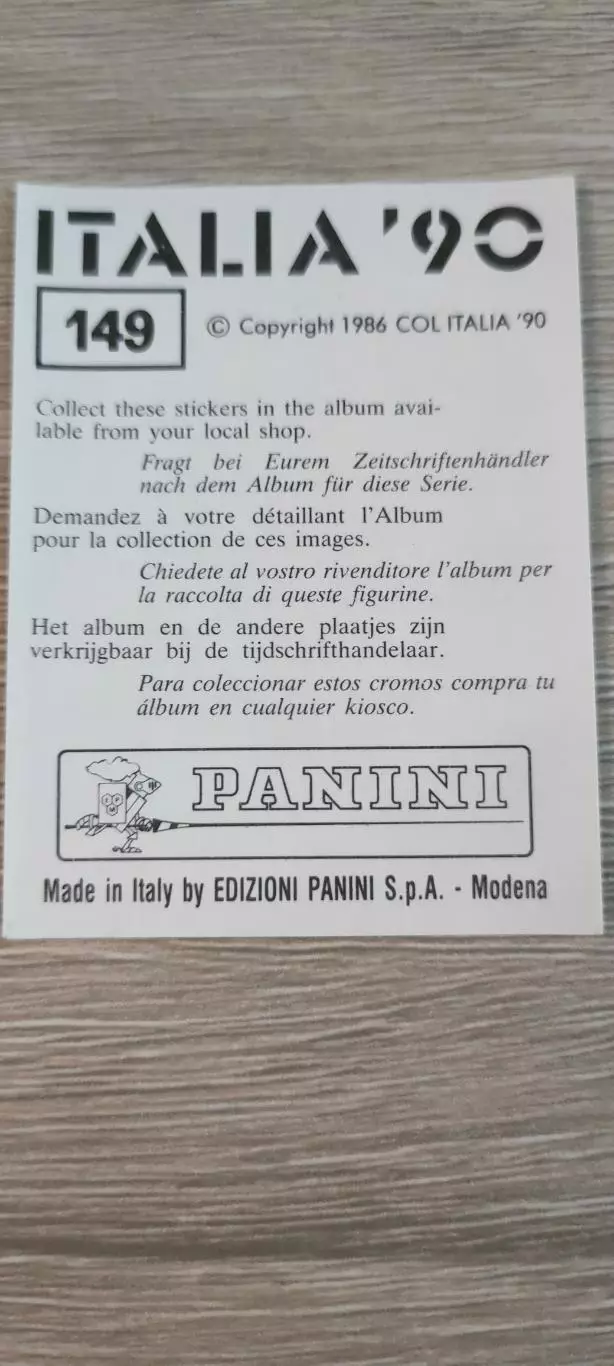 ITALIA '90
149
© Copyright 1986 COL ITALIA '90
Collect these stickers in the album avai-
lable from your local shop.
Fragt bei Eurem Zeitschriftenhändler
nach dem Album für diese Serie.
Demandez à votre détaillant l'Album
pour la collection de ces images.
Chiedete al vostro rivenditore l'album per
la raccolta di queste figurine.
Het album en de andere plaatjes zijn
verkrijgbaar bij de tijdschrifthandelaar.
Para coleccionar estos cromos compra tu
álbum en cualquier kiosco.
PANINI
Made in Italy by EDIZIONI PANINI S.p.A. - Modena